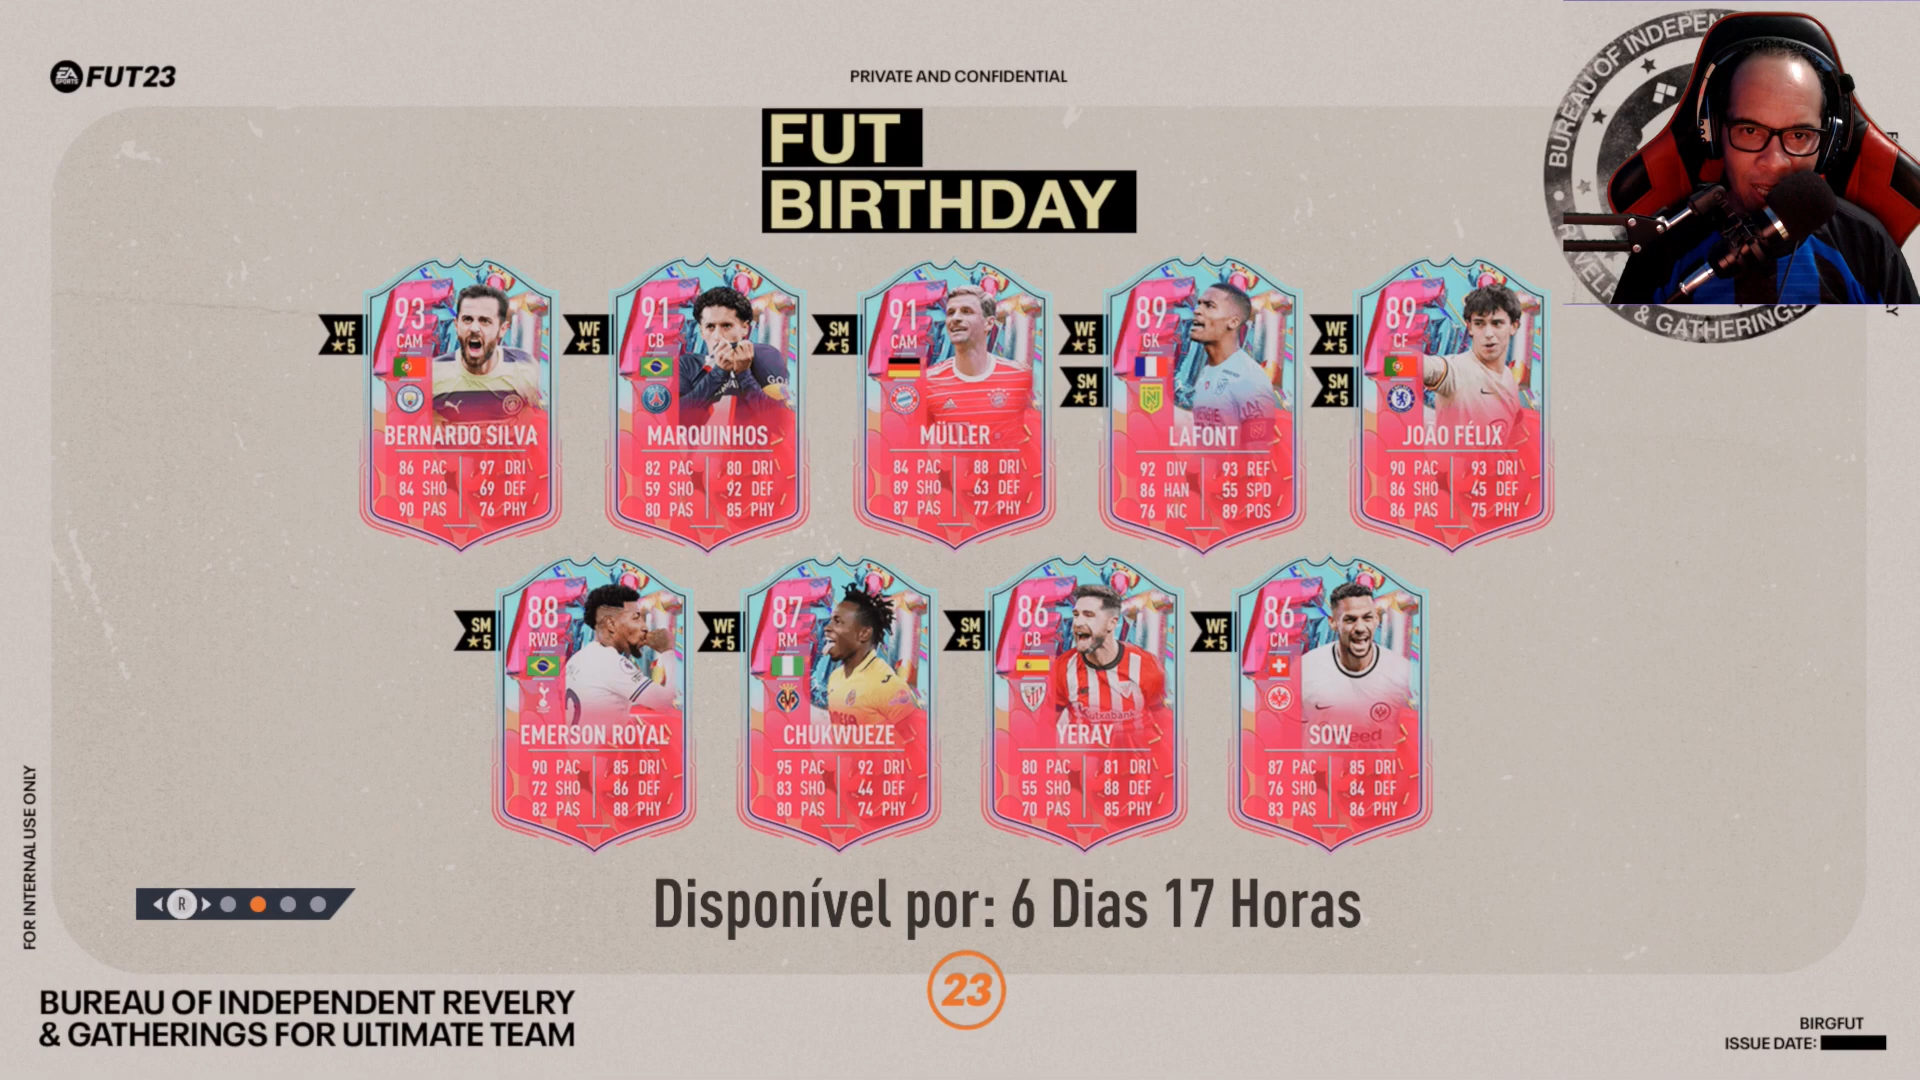 EA SPORTS FUT23
PRIVATE AND CONFIDENTIAL
BUREAU OF INDEPEN
& GATHERINGS
FUT
BIRTHDAY
WF ★5
93
CAM
BERNARDO SILVA
86 PAC 97 DRI
84 SHO 69 DEF
90 PAS 76 PHY
WF ★5
91
CB
MARQUINHOS
82 PAC 80 DRI
59 SHO 92 DEF
80 PAS 85 PHY
SM ★5
91
CAM
MÜLLER
84 PAC 88 DRI
89 SHO 63 DEF
87 PAS 77 PHY
WF ★5
SM ★5
89
GK
LAFONT
92 DIV 93 REF
86 HAN 55 SPD
76 KIC 89 POS
WF ★5
SM ★5
89
CF
JOÃO FÉLIX
90 PAC 93 DRI
86 SHO 45 DEF
86 PAS 75 PHY
SM ★5
88
RWB
EMERSON ROYAL
90 PAC 85 DRI
72 SHO 86 DEF
82 PAS 88 PHY
WF ★5
87
RM
CHUKWUEZE
95 PAC 92 DRI
83 SHO 44 DEF
80 PAS 74 PHY
SM ★5
86
CB
YERAY
80 PAC 81 DRI
55 SHO 88 DEF
70 PAS 85 PHY
WF ★5
86
CM
SOW
87 PAC 85 DRI
76 SHO 84 DEF
83 PAS 86 PHY
FOR INTERNAL USE ONLY
R
Disponível por: 6 Dias 17 Horas
23
BUREAU OF INDEPENDENT REVELRY
& GATHERINGS FOR ULTIMATE TEAM
BIRGFUT
ISSUE DATE: